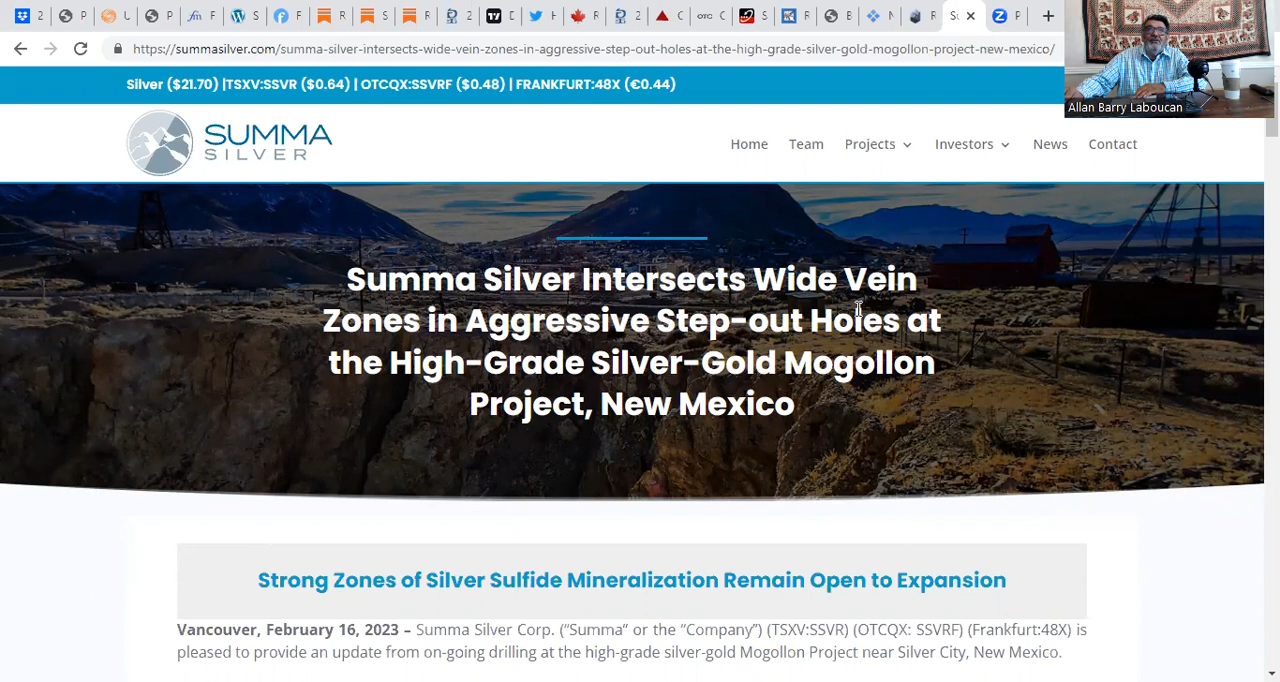 2 P U P F S F R S R 2 D H R 2 C C S R B N R Su P
https://summasilver.com/summa-silver-intersects-wide-vein-zones-in-aggressive-step-out-holes-at-the-high-grade-silver-gold-mogollon-project-new-mexico/
Allan Barry Laboucan
Silver ($21.70) |TSXV:SSVR ($0.64) | OTCQX:SSVRF ($0.48) | FRANKFURT:48X (€0.44)
SUMMA
SILVER
Home Team Projects Investors News Contact
Summa Silver Intersects Wide Vein
Zones in Aggressive Step-out Holes at
the High-Grade Silver-Gold Mogollon
Project, New Mexico
Strong Zones of Silver Sulfide Mineralization Remain Open to Expansion
Vancouver, February 16, 2023 – Summa Silver Corp. (“Summa” or the “Company”) (TSXV:SSVR) (OTCQX: SSVRF) (Frankfurt:48X) is
pleased to provide an update from on-going drilling at the high-grade silver-gold Mogollon Project near Silver City, New Mexico.